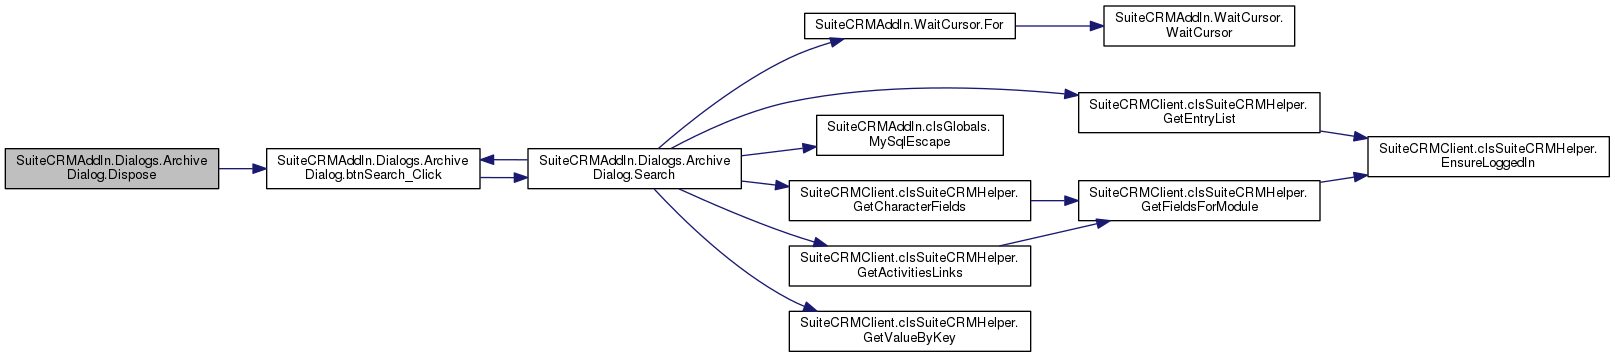 SuiteCRMAddIn.Dialogs.Archive
Dialog.Dispose
SuiteCRMAddIn.Dialogs.Archive
Dialog.btnSearch_Click
SuiteCRMAddIn.Dialogs.Archive
Dialog.Search
SuiteCRMAddIn.WaitCursor.For
SuiteCRMAddIn.WaitCursor.
WaitCursor
SuiteCRMClient.clsSuiteCRMHelper.
GetEntryList
SuiteCRMAddIn.clsGlobals.
MySqlEscape
SuiteCRMClient.clsSuiteCRMHelper.
EnsureLoggedIn
SuiteCRMClient.clsSuiteCRMHelper.
GetCharacterFields
SuiteCRMClient.clsSuiteCRMHelper.
GetFieldsForModule
SuiteCRMClient.clsSuiteCRMHelper.
GetActivitiesLinks
SuiteCRMClient.clsSuiteCRMHelper.
GetValueByKey